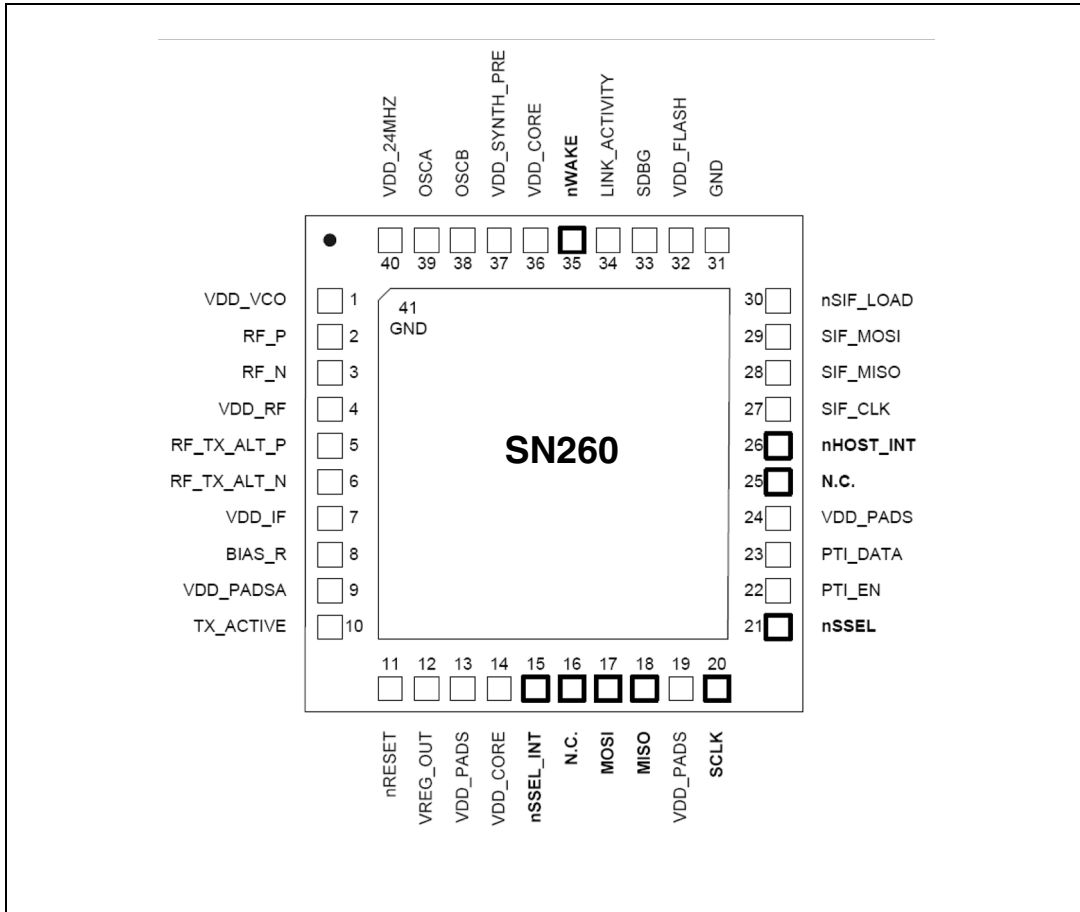 VDD_24MHZ
OSCA
OSCB
VDD_SYNTH_PRE
VDD_CORE
nWAKE
LINK_ACTIVITY
SDBG
VDD_FLASH
GND
40 39 38 37 36 35 34 33 32 31
VDD_VCO 1
RF_P 2
RF_N 3
VDD_RF 4
RF_TX_ALT_P 5
RF_TX_ALT_N 6
VDD_IF 7
BIAS_R 8
VDD_PADSA 9
TX_ACTIVE 10
41
GND
SN260
30 nSIF_LOAD
29 SIF_MOSI
28 SIF_MISO
27 SIF_CLK
26 nHOST_INT
25 N.C.
24 VDD_PADS
23 PTI_DATA
22 PTI_EN
21 nSSEL
11 12 13 14 15 16 17 18 19 20
nRESET
VREG_OUT
VDD_PADS
VDD_CORE
nSSEL_INT
N.C.
MOSI
MISO
VDD_PADS
SCLK